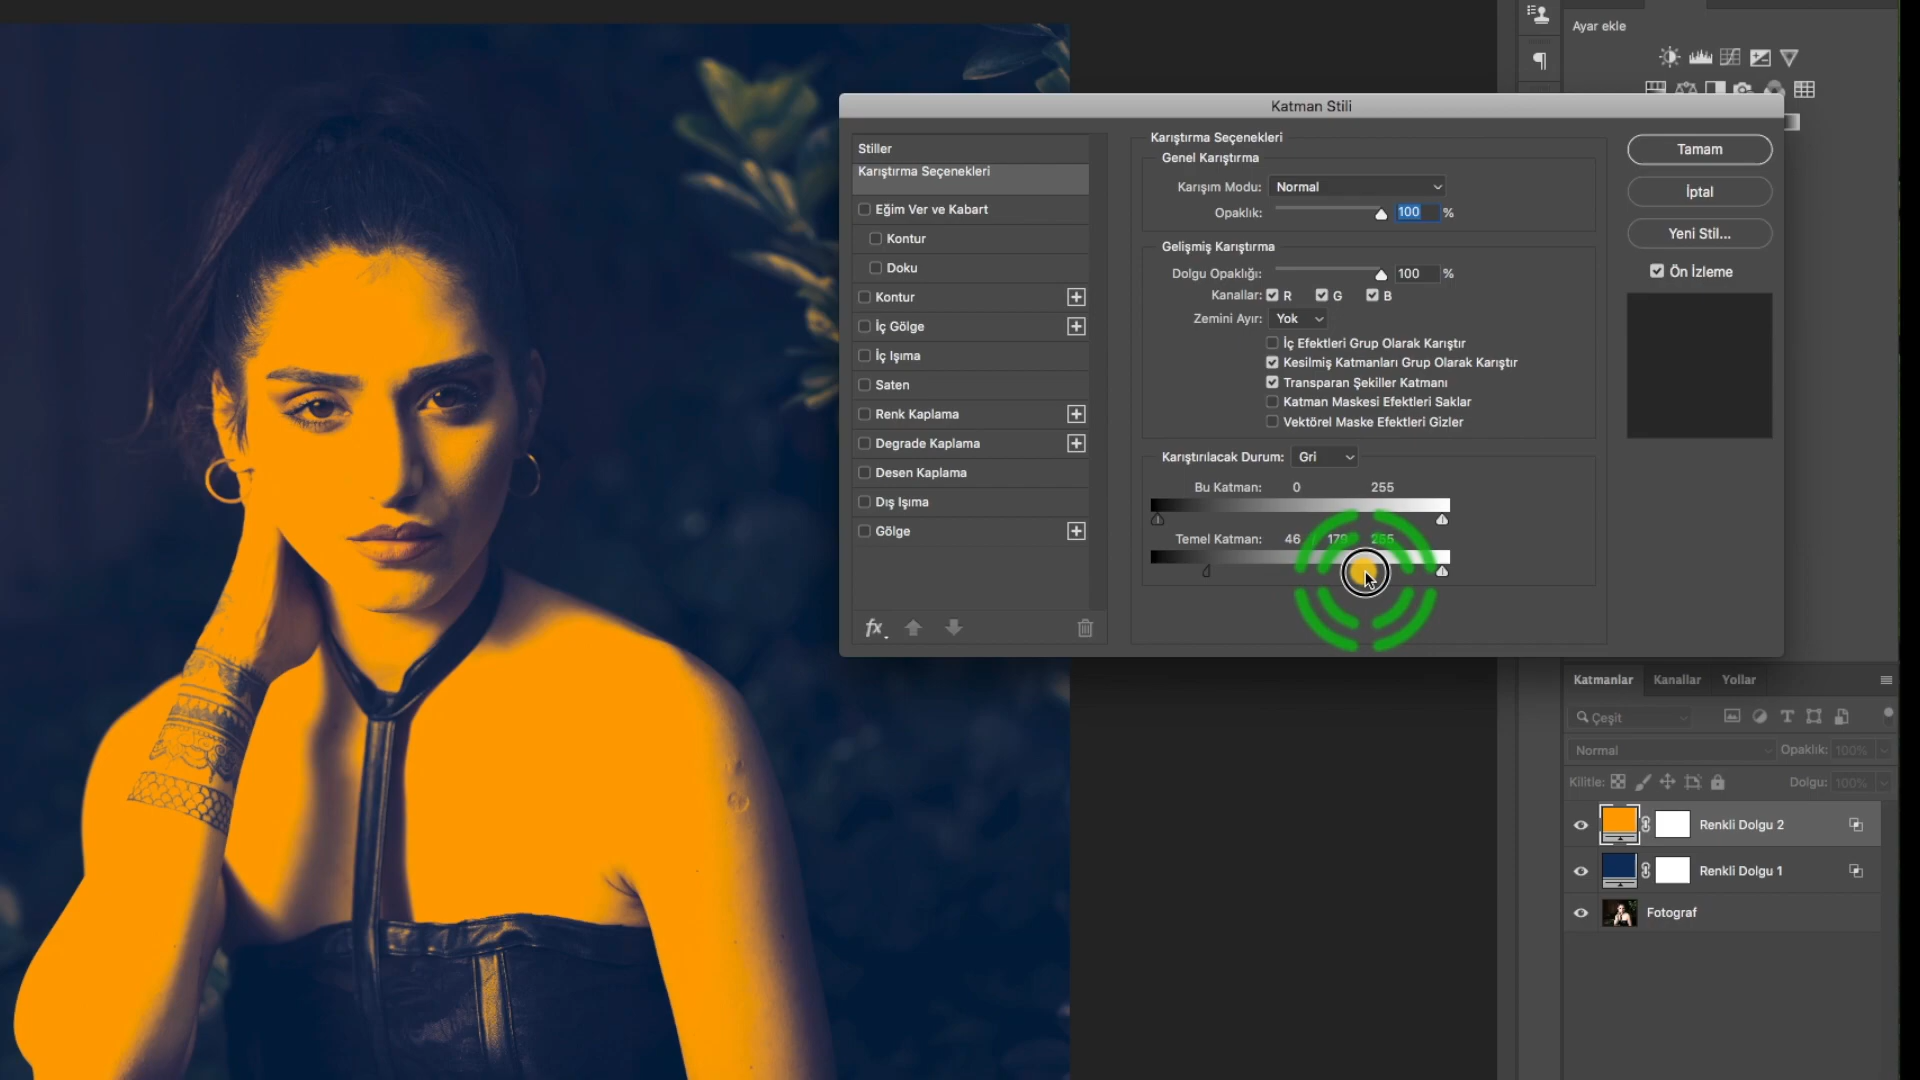 Ayar ekle
Katman Stili
Stiller
Karıştırma Seçenekleri
Eğim Ver ve Kabart
Kontur
Doku
Kontur
İç Gölge
İç Işıma
Saten
Renk Kaplama
Degrade Kaplama
Desen Kaplama
Dış Işıma
Gölge
fx
Karıştırma Seçenekleri
Genel Karıştırma
Karışım Modu: Normal
Opaklık: 100 %
Gelişmiş Karıştırma
Dolgu Opaklığı: 100 %
Kanallar: R G B
Zemini Ayır: Yok
İç Efektleri Grup Olarak Karıştır
Kesilmiş Katmanları Grup Olarak Karıştır
Transparan Şekiller Katmanı
Katman Maskesi Efektleri Saklar
Vektörel Maske Efektleri Gizler
Karıştırılacak Durum: Gri
Bu Katman: 0 255
Temel Katman: 46 / 179 255
Tamam
İptal
Yeni Stil...
Ön İzleme
Katmanlar Kanallar Yollar
Çeşit
Normal Opaklık: 100%
Kilitle: Dolgu: 100%
Renkli Dolgu 2
Renkli Dolgu 1
Fotograf